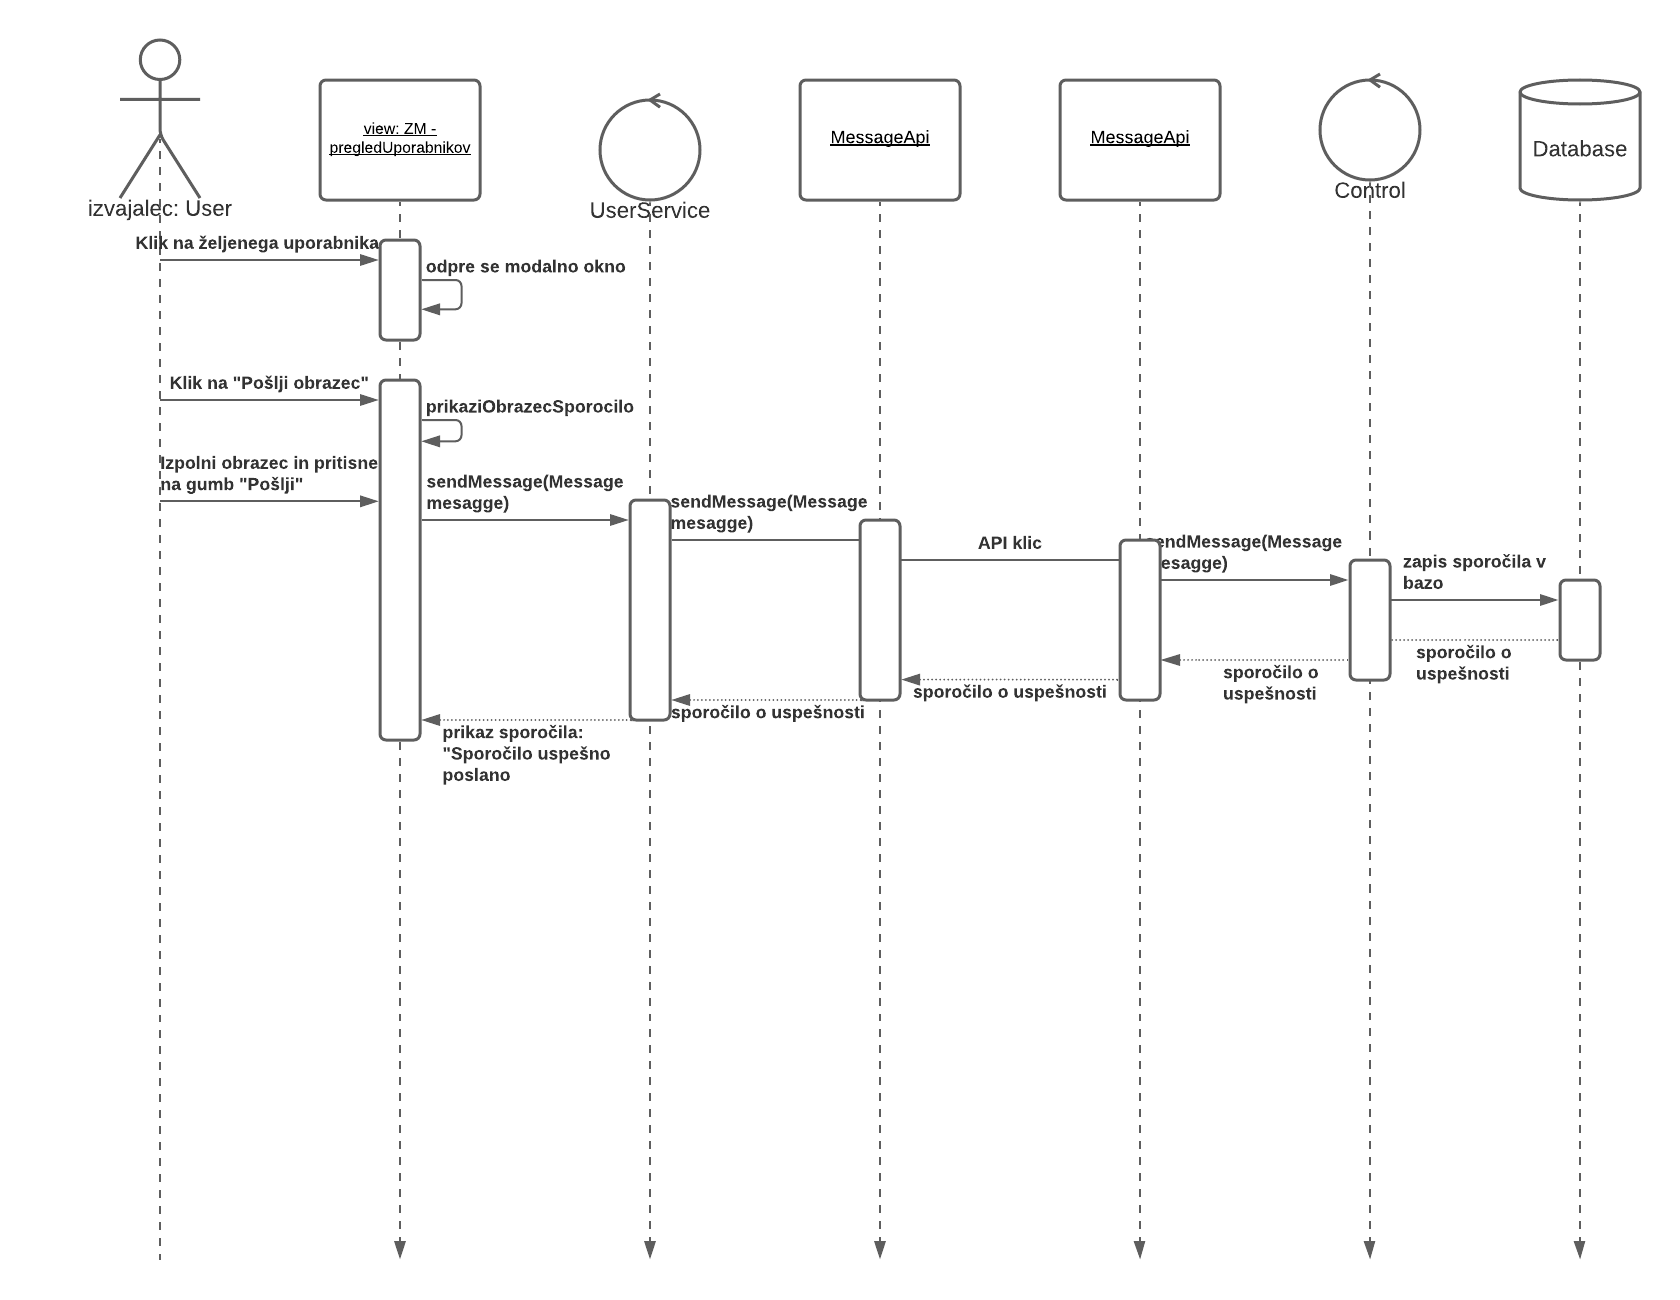 view: ZM -
pregledUporabnikov
MessageApi
MessageApi
Database
izvajalec: User
UserService
Control
Klik na željenega uporabnika
odpre se modalno okno
Klik na "Pošlji obrazec"
prikaziObrazecSporocilo
Izpolni obrazec in pritisne
na gumb "Pošlji"
sendMessage(Message
mesagge)
sendMessage(Message
mesagge)
API klic
sendMessage(Message
esagge)
zapis sporočila v
bazo
sporočilo o
uspešnosti
sporočilo o
uspešnosti
sporočilo o uspešnosti
sporočilo o uspešnosti
prikaz sporočila:
"Sporočilo uspešno
poslano